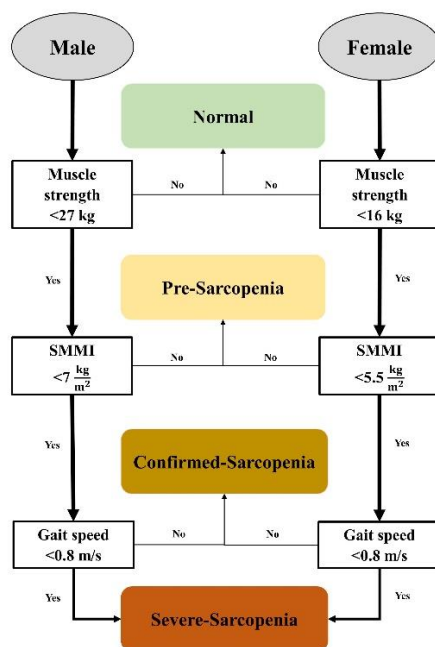 Male
Female
Normal
Muscle
strength
<27 kg
No
No
Muscle
strength
<16 kg
Yes
Yes
Pre-Sarcopenia
SMMI
<7 kg/m²
No
No
SMMI
<5.5 kg/m²
Yes
Yes
Confirmed-Sarcopenia
Gait speed
<0.8 m/s
No
No
Gait speed
<0.8 m/s
Yes
Yes
Severe-Sarcopenia